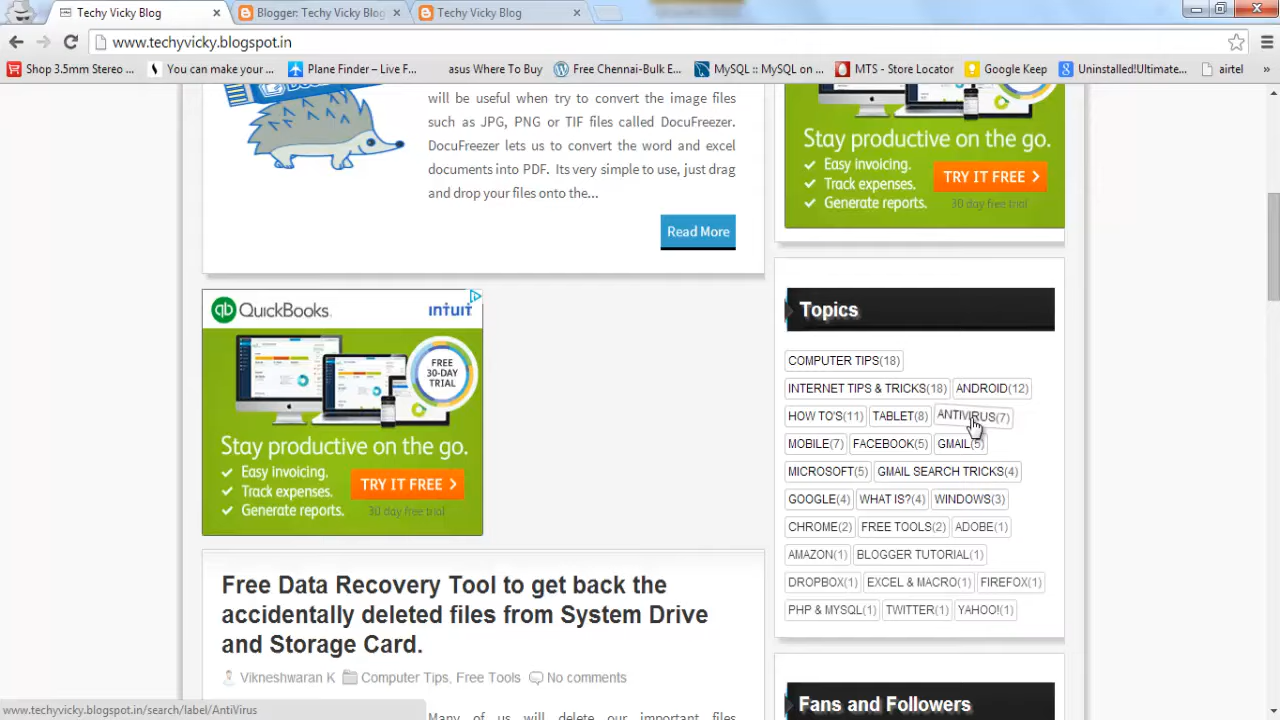 Techy Vicky Blog
Blogger: Techy Vicky Blog
Techy Vicky Blog
www.techyvicky.blogspot.in
Shop 3.5mm Stereo ...
You can make your ...
Plane Finder – Live F...
asus Where To Buy
Free Chennai-Bulk E...
MySQL :: MySQL on ...
MTS - Store Locator
Google Keep
Uninstalled!Ultimate...
airtel
»
will be useful when try to convert the image files
such as JPG, PNG or TIF files called DocuFreezer.
DocuFreezer lets us to convert the word and excel
documents into PDF. Its very simple to use, just drag
and drop your files onto the...
Read More
QuickBooks.
intuit
FREE
30-DAY
TRIAL
Stay productive on the go.
Easy invoicing.
Track expenses.
Generate reports.
TRY IT FREE
30 day free trial
Free Data Recovery Tool to get back the
accidentally deleted files from System Drive
and Storage Card.
Vikneshwaran K Computer Tips, Free Tools No comments
Many of us will delete our important files
Stay productive on the go.
Easy invoicing.
Track expenses.
Generate reports.
TRY IT FREE
30 day free trial
Topics
COMPUTER TIPS(18)
INTERNET TIPS & TRICKS(18) ANDROID(12)
HOW TO'S(11) TABLET(8) ANTIVIRUS(7)
MOBILE(7) FACEBOOK(5) GMAIL(5)
MICROSOFT(5) GMAIL SEARCH TRICKS(4)
GOOGLE(4) WHAT IS?(4) WINDOWS(3)
CHROME(2) FREE TOOLS(2) ADOBE(1)
AMAZON(1) BLOGGER TUTORIAL(1)
DROPBOX(1) EXCEL & MACRO(1) FIREFOX(1)
PHP & MYSQL(1) TWITTER(1) YAHOO!(1)
Fans and Followers
www.techyvicky.blogspot.in/search/label/AntiVirus